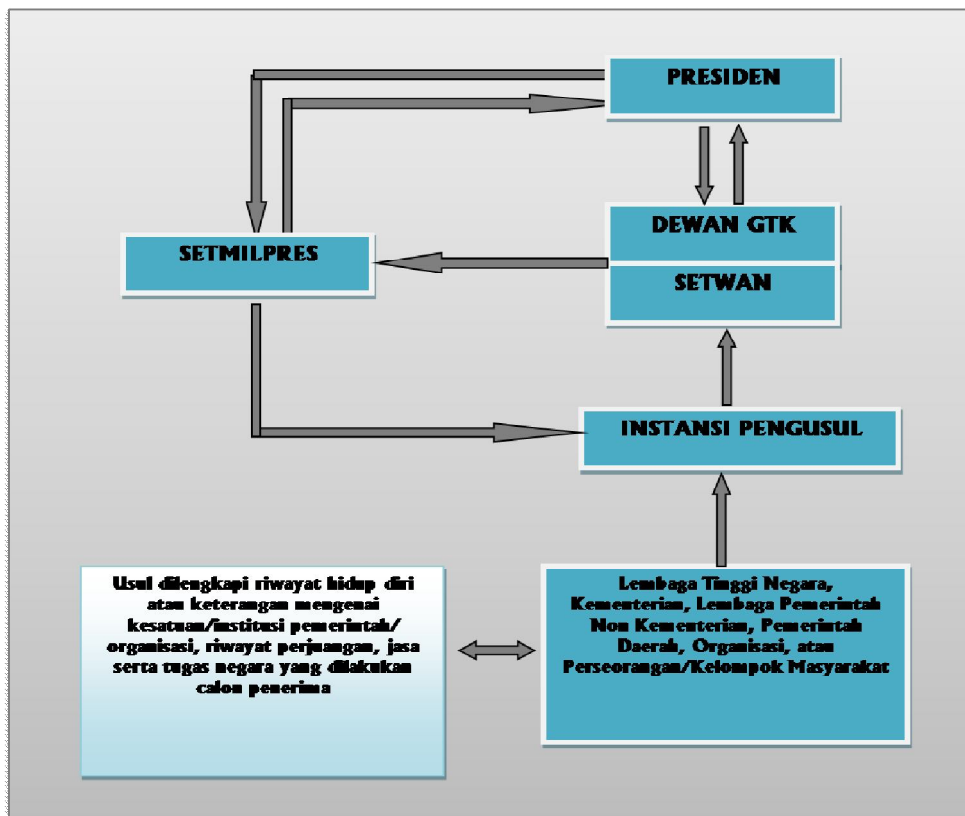 PRESIDEN
DEWAN GTK
SETMILPRES
SETWAN
INSTANSI PENGUSUL
Usul dilengkapi riwayat hidup diri
atau keterangan mengenai
kesatuan/institusi pemerintah/
organisasi, riwayat perjuangan, jasa
serta tugas negara yang dilakukan
calon penerima
Lembaga Tinggi Negara,
Kementerian, Lembaga Pemerintah
Non Kementerian, Pemerintah
Daerah, Organisasi, atau
Perseorangan/Kelompok Masyarakat